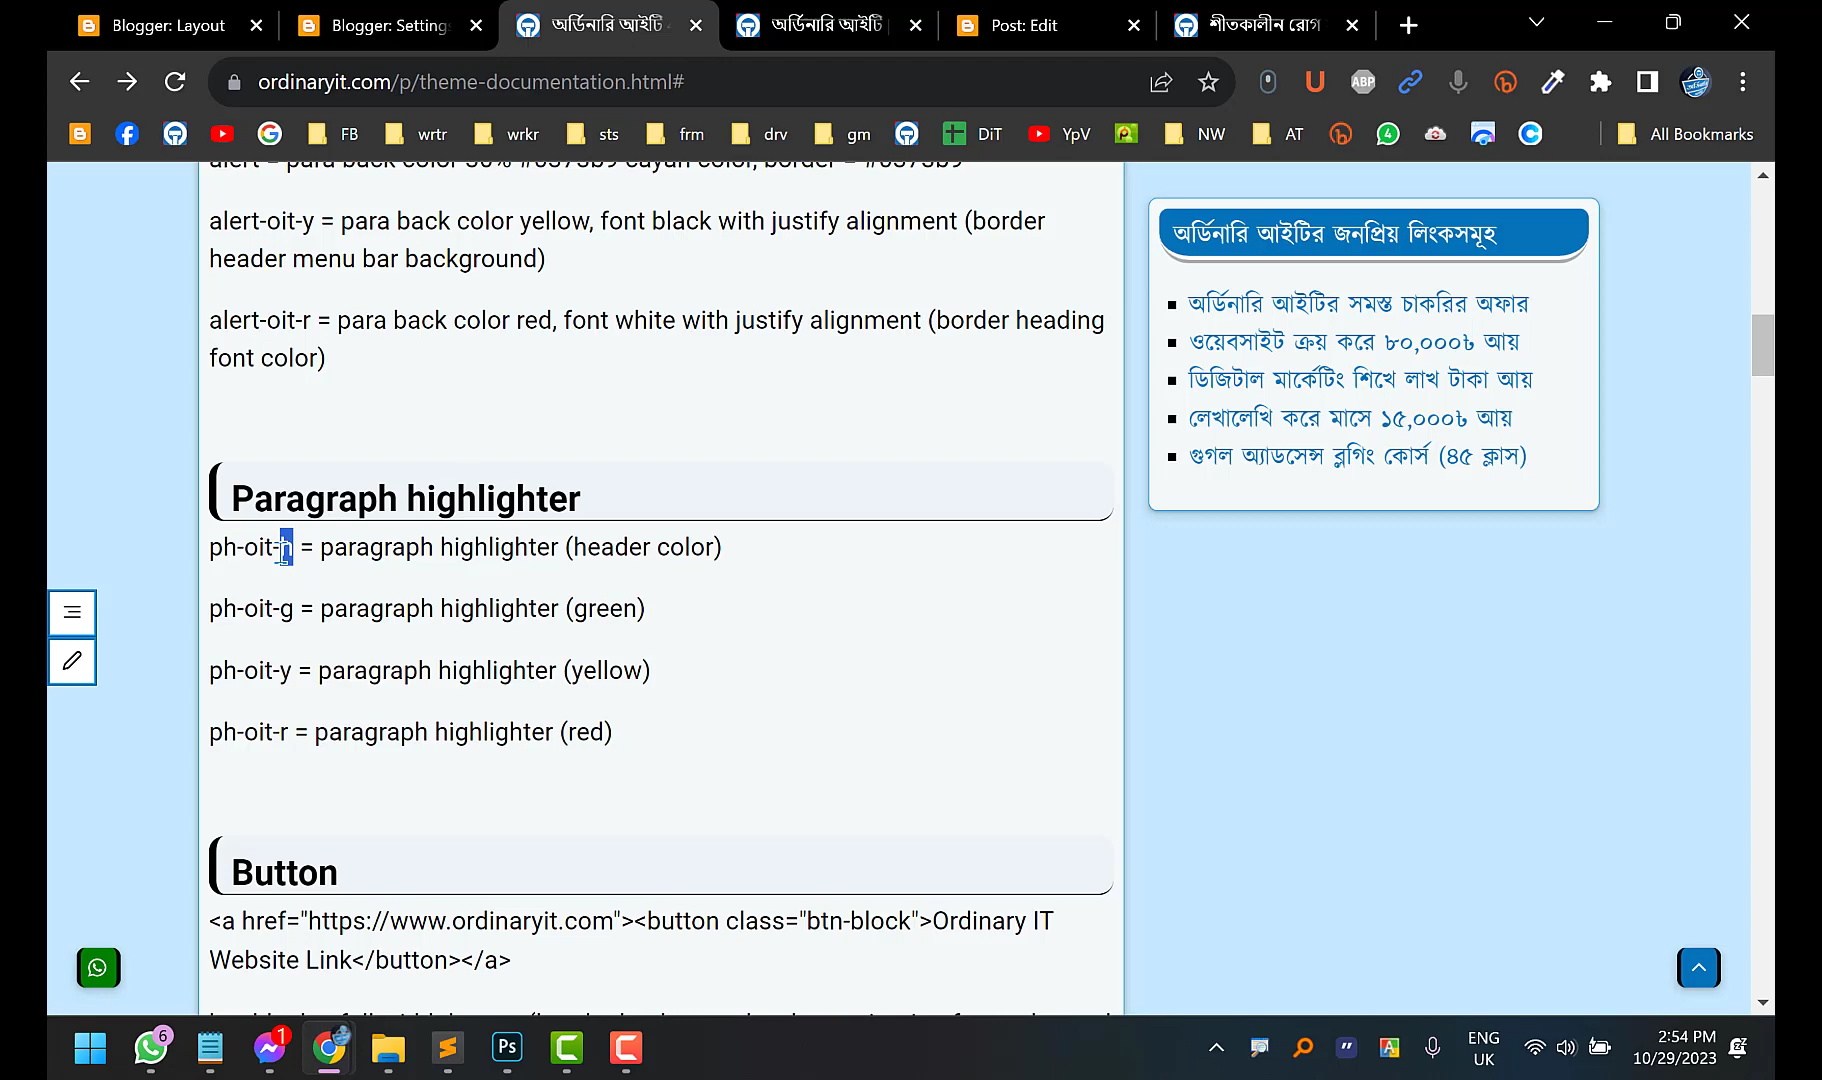 Blogger: Layout
Blogger: Setting
অর্ডিনারি আইটি
অর্ডিনারি আইটি
Post: Edit
শীতকালীন রোগ
ordinaryit.com/p/theme-documentation.html#
FB
wrtr
wrkr
sts
frm
drv
gm
DiT
YpV
NW
AT
All Bookmarks
alert-oit-y = para back color yellow, font black with justify alignment (border
header menu bar background)
alert-oit-r = para back color red, font white with justify alignment (border heading
font color)
Paragraph highlighter
ph-oit-h = paragraph highlighter (header color)
ph-oit-g = paragraph highlighter (green)
ph-oit-y = paragraph highlighter (yellow)
ph-oit-r = paragraph highlighter (red)
Button
<a href="https://www.ordinaryit.com"><button class="btn-block">Ordinary IT
Website Link</button></a>
অর্ডিনারি আইটির জনপ্রিয় লিংকসমূহ
অর্ডিনারি আইটির সমস্ত চাকরির অফার
ওয়েবসাইট ক্রয় করে ৮০,০০০৳ আয়
ডিজিটাল মার্কেটিং শিখে লাখ টাকা আয়
লেখালেখি করে মাসে ১৫,০০০৳ আয়
গুগল অ্যাডসেন্স ব্লগিং কোর্স (৪৫ ক্লাস)
ABP
4
6
1
Ps
ENG
UK
2:54 PM
10/29/2023